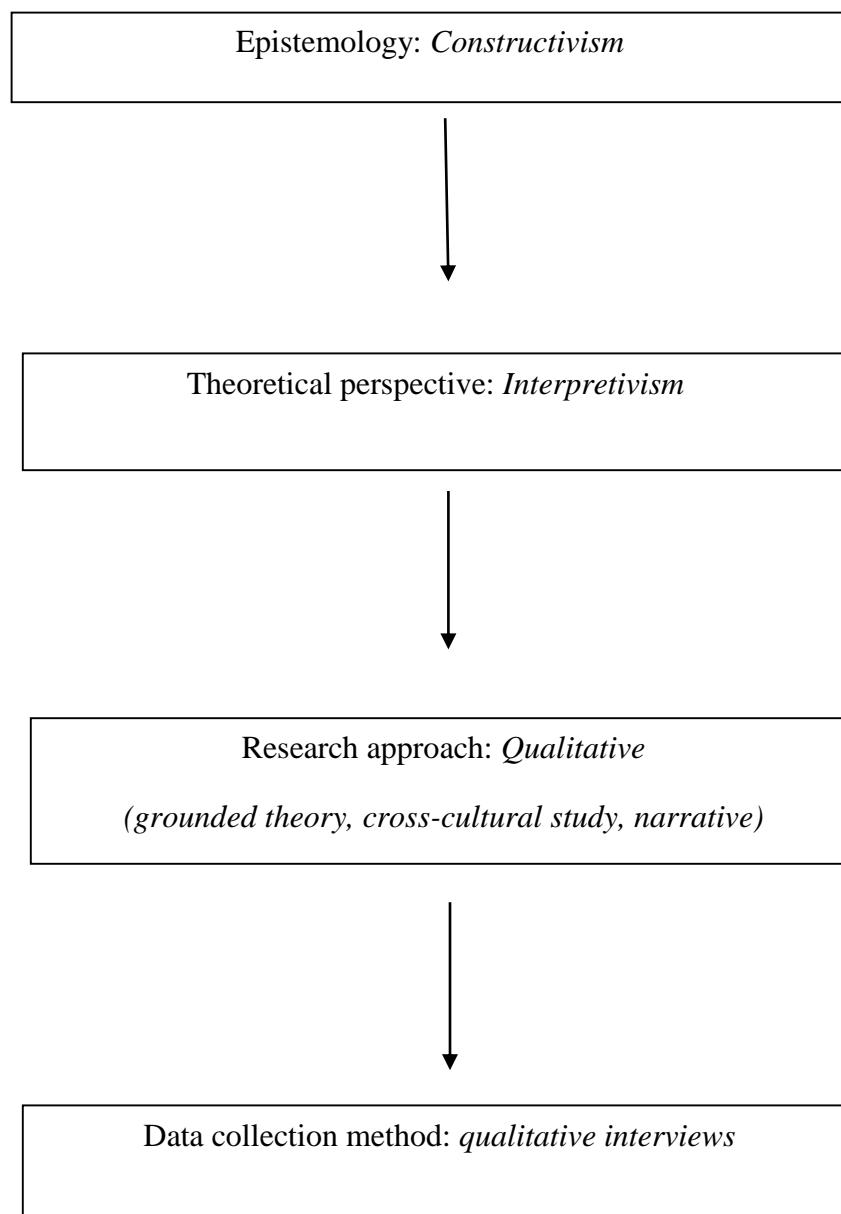 Epistemology: Constructivism
Theoretical perspective: Interpretivism
Research approach: Qualitative
(grounded theory, cross-cultural study, narrative)
Data collection method: qualitative interviews